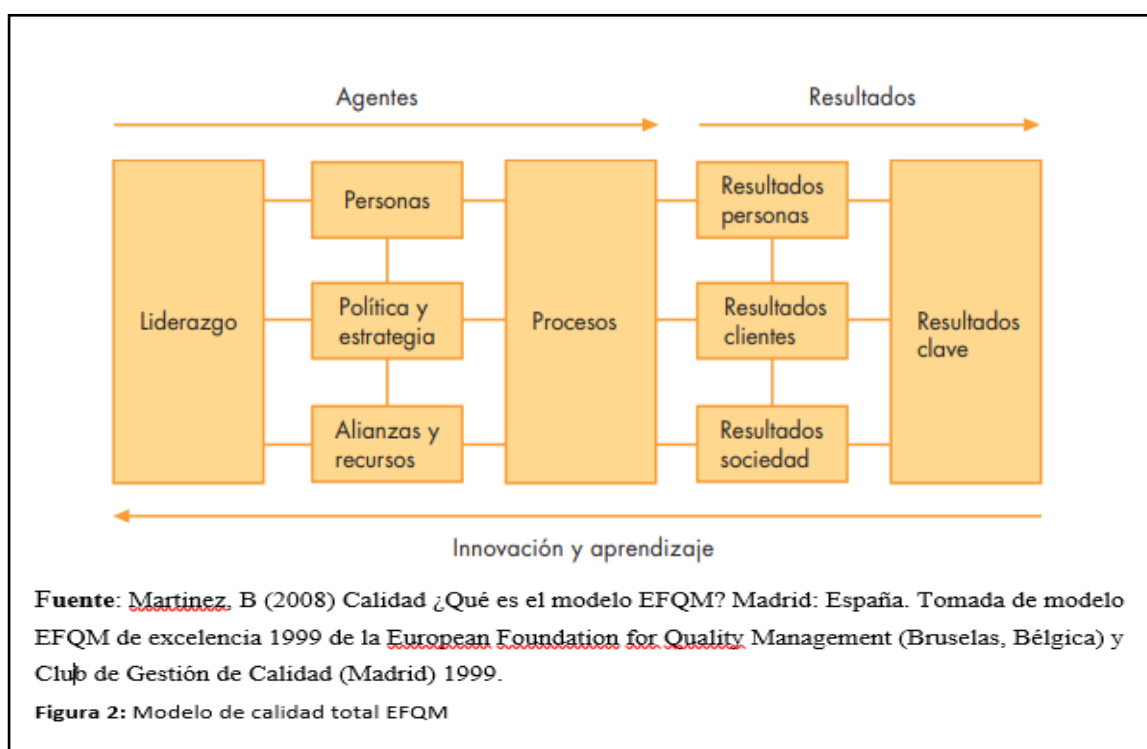 Agentes
Resultados
Liderazgo
Personas
Política y
estrategia
Alianzas y
recursos
Procesos
Resultados
personas
Resultados
clientes
Resultados
sociedad
Resultados
clave
Innovación y aprendizaje
Fuente: Martinez, B (2008) Calidad ¿Qué es el modelo EFQM? Madrid: España. Tomada de modelo
EFQM de excelencia 1999 de la European Foundation for Quality Management (Bruselas, Bélgica) y
Club de Gestión de Calidad (Madrid) 1999.
Figura 2: Modelo de calidad total EFQM